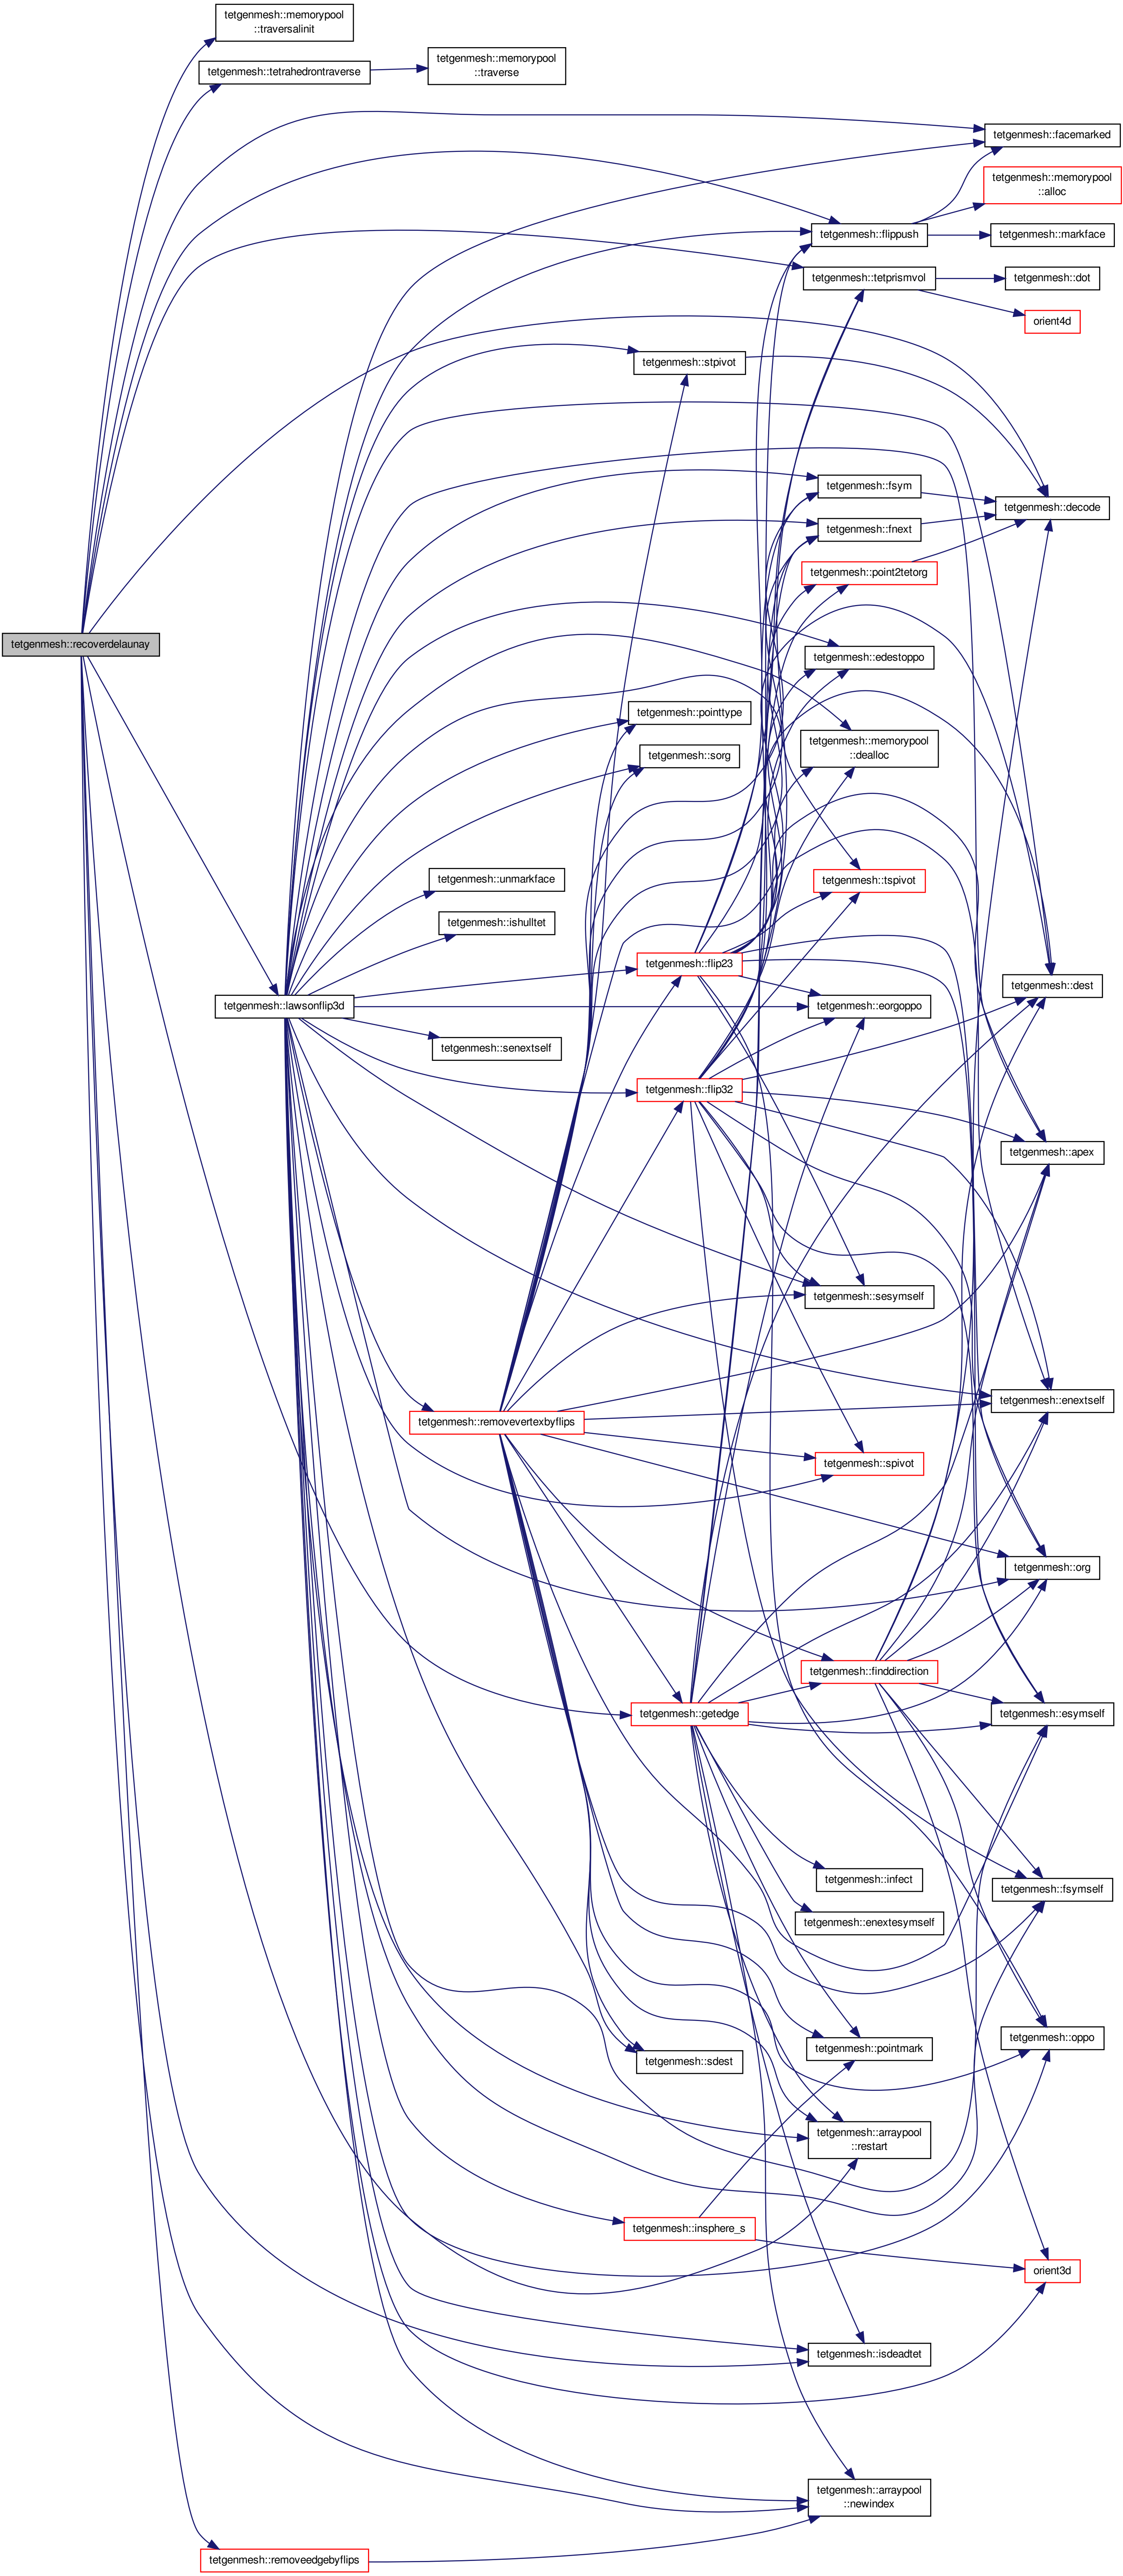 tetgenmesh::memorypool
::traversalinit
tetgenmesh::tetrahedrontraverse
tetgenmesh::memorypool
::traverse
tetgenmesh::facemarked
tetgenmesh::memorypool
::alloc
tetgenmesh::flippush
tetgenmesh::markface
tetgenmesh::tetprismvol
tetgenmesh::dot
orient4d
tetgenmesh::stpivot
tetgenmesh::fsym
tetgenmesh::decode
tetgenmesh::fnext
tetgenmesh::point2tetorg
tetgenmesh::recoverdelaunay
tetgenmesh::edestoppo
tetgenmesh::pointtype
tetgenmesh::memorypool
::dealloc
tetgenmesh::sorg
tetgenmesh::unmarkface
tetgenmesh::tspivot
tetgenmesh::ishulltet
tetgenmesh::flip23
tetgenmesh::dest
tetgenmesh::lawsonflip3d
tetgenmesh::eorgoppo
tetgenmesh::senextself
tetgenmesh::flip32
tetgenmesh::apex
tetgenmesh::sesymself
tetgenmesh::enextself
tetgenmesh::removevertexbyflips
tetgenmesh::spivot
tetgenmesh::org
tetgenmesh::finddirection
tetgenmesh::getedge
tetgenmesh::esymself
tetgenmesh::infect
tetgenmesh::fsymself
tetgenmesh::enextesymself
tetgenmesh::oppo
tetgenmesh::pointmark
tetgenmesh::sdest
tetgenmesh::arraypool
::restart
tetgenmesh::insphere_s
orient3d
tetgenmesh::isdeadtet
tetgenmesh::arraypool
::newindex
tetgenmesh::removeedgebyflips